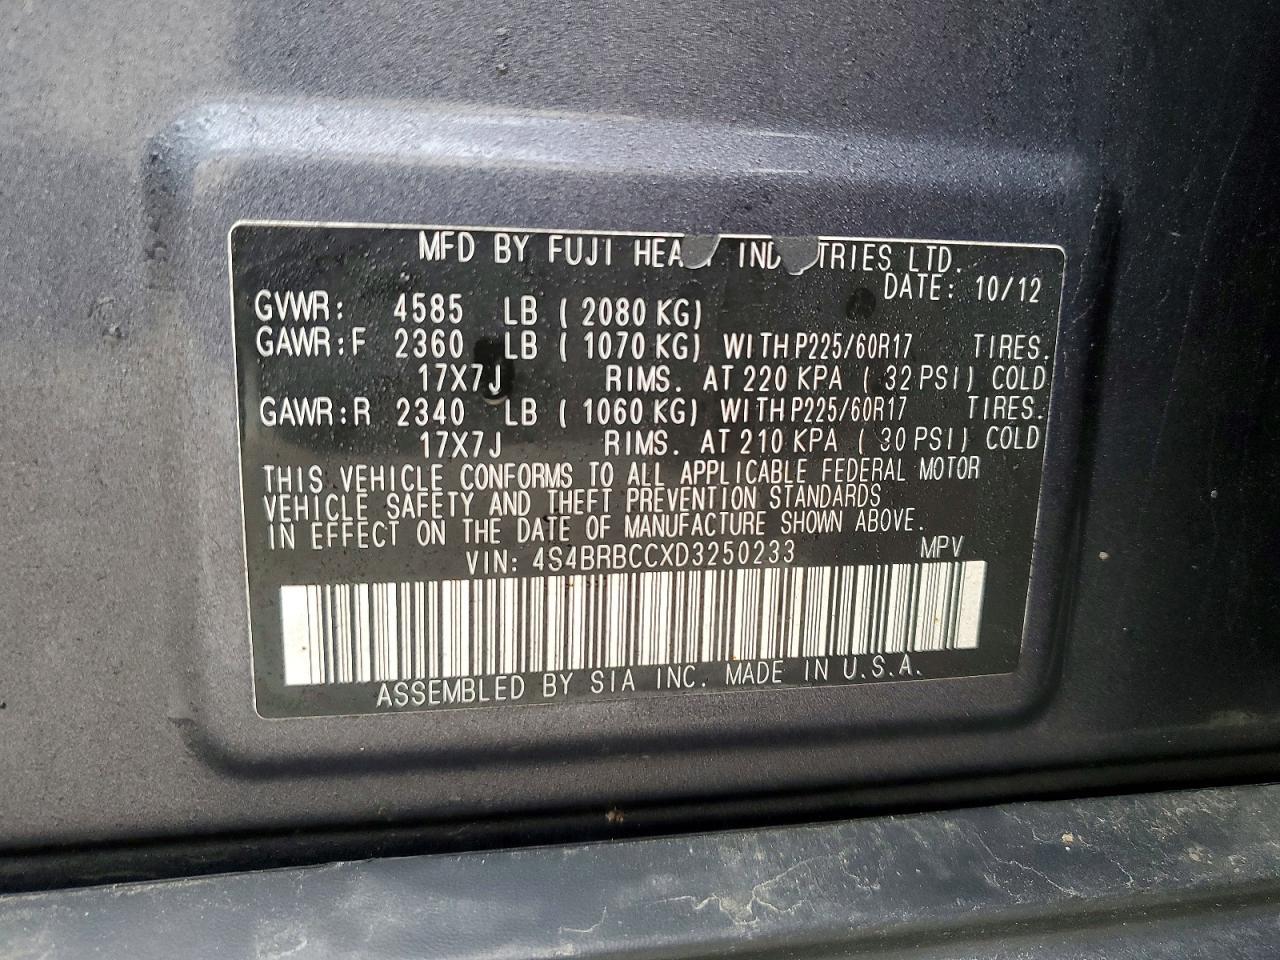 MFD BY FUJI HEAVY INDUSTRIES LTD.
DATE: 10/12
GVWR: 4585 LB ( 2080 KG)
GAWR:F 2360 LB ( 1070 KG) WITH P225/60R17 TIRES.
17X7J RIMS. AT 220 KPA ( 32 PSI) COLD
GAWR:R 2340 LB ( 1060 KG) WITH P225/60R17 TIRES.
17X7J RIMS. AT 210 KPA ( 30 PSI) COLD
THIS VEHICLE CONFORMS TO ALL APPLICABLE FEDERAL MOTOR
VEHICLE SAFETY AND THEFT PREVENTION STANDARDS
IN EFFECT ON THE DATE OF MANUFACTURE SHOWN ABOVE.
VIN: 4S4BRBCCXD3250233 MPV
ASSEMBLED BY SIA INC. MADE IN U.S.A.